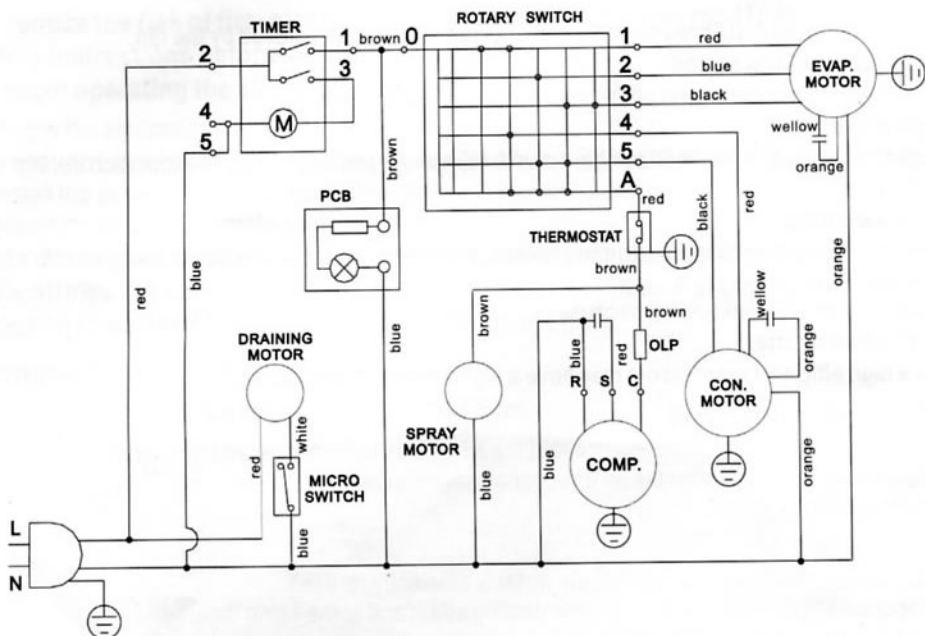 ROTARY SWITCH
TIMER
2
1
3
4
5
M
brown
0
1
2
3
4
5
A
red
blue
black
EVAP.
MOTOR
wellow
orange
brown
PCB
red
THERMOSTAT
black
red
orange
brown
brown
wellow
orange
red
blue
blue
brown
OLP
blue
red
R
S
C
CON.
MOTOR
DRAINING
MOTOR
white
red
MICRO
SWITCH
blue
SPRAY
MOTOR
blue
blue
COMP.
orange
L
N